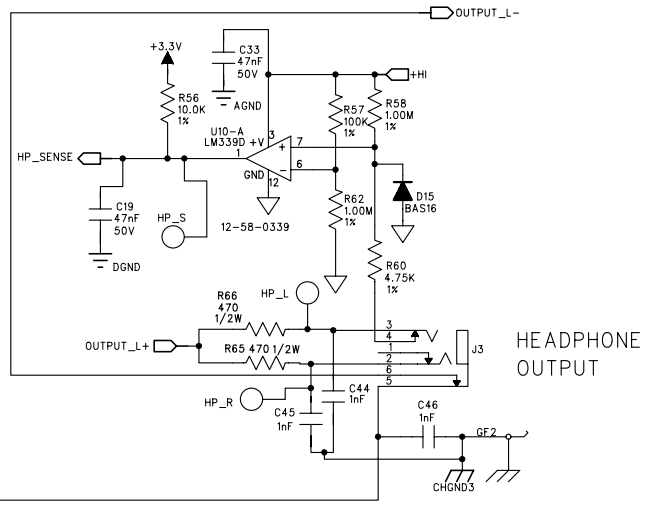 OUTPUT_L-
+3.3V
C33
47nF
50V
AGND
+HI
R56
10.0K
1%
R57
100K
1%
R58
1.00M
1%
U10-A
LM339D
+V
3
1
7
6
+
-
GND
12
HP_SENSE
D15
BAS16
C19
47nF
50V
HP_S
R62
1.00M
1%
12-58-0339
DGND
R60
4.75K
1%
R66
470
1/2W
HP_L
OUTPUT_L+
R65 470 1/2W
3
4
1
2
6
5
J3
HEADPHONE
OUTPUT
HP_R
C44
1nF
C45
1nF
C46
1nF
GF2
CHGND3